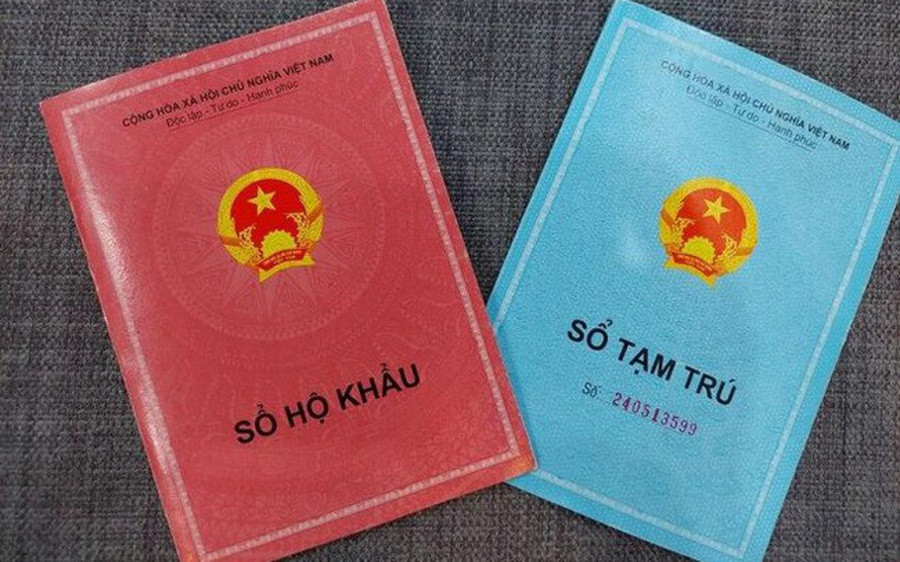 CỘNG HÒA XÃ HỘI CHỦ NGHĨA VIỆT NAM
Độc lập - Tự do - Hạnh phúc
SỔ HỘ KHẨU
CỘNG HÒA XÃ HỘI CHỦ NGHĨA VIỆT NAM
Độc lập - Tự do - Hạnh phúc
SỔ TẠM TRÚ
Số: 240513599